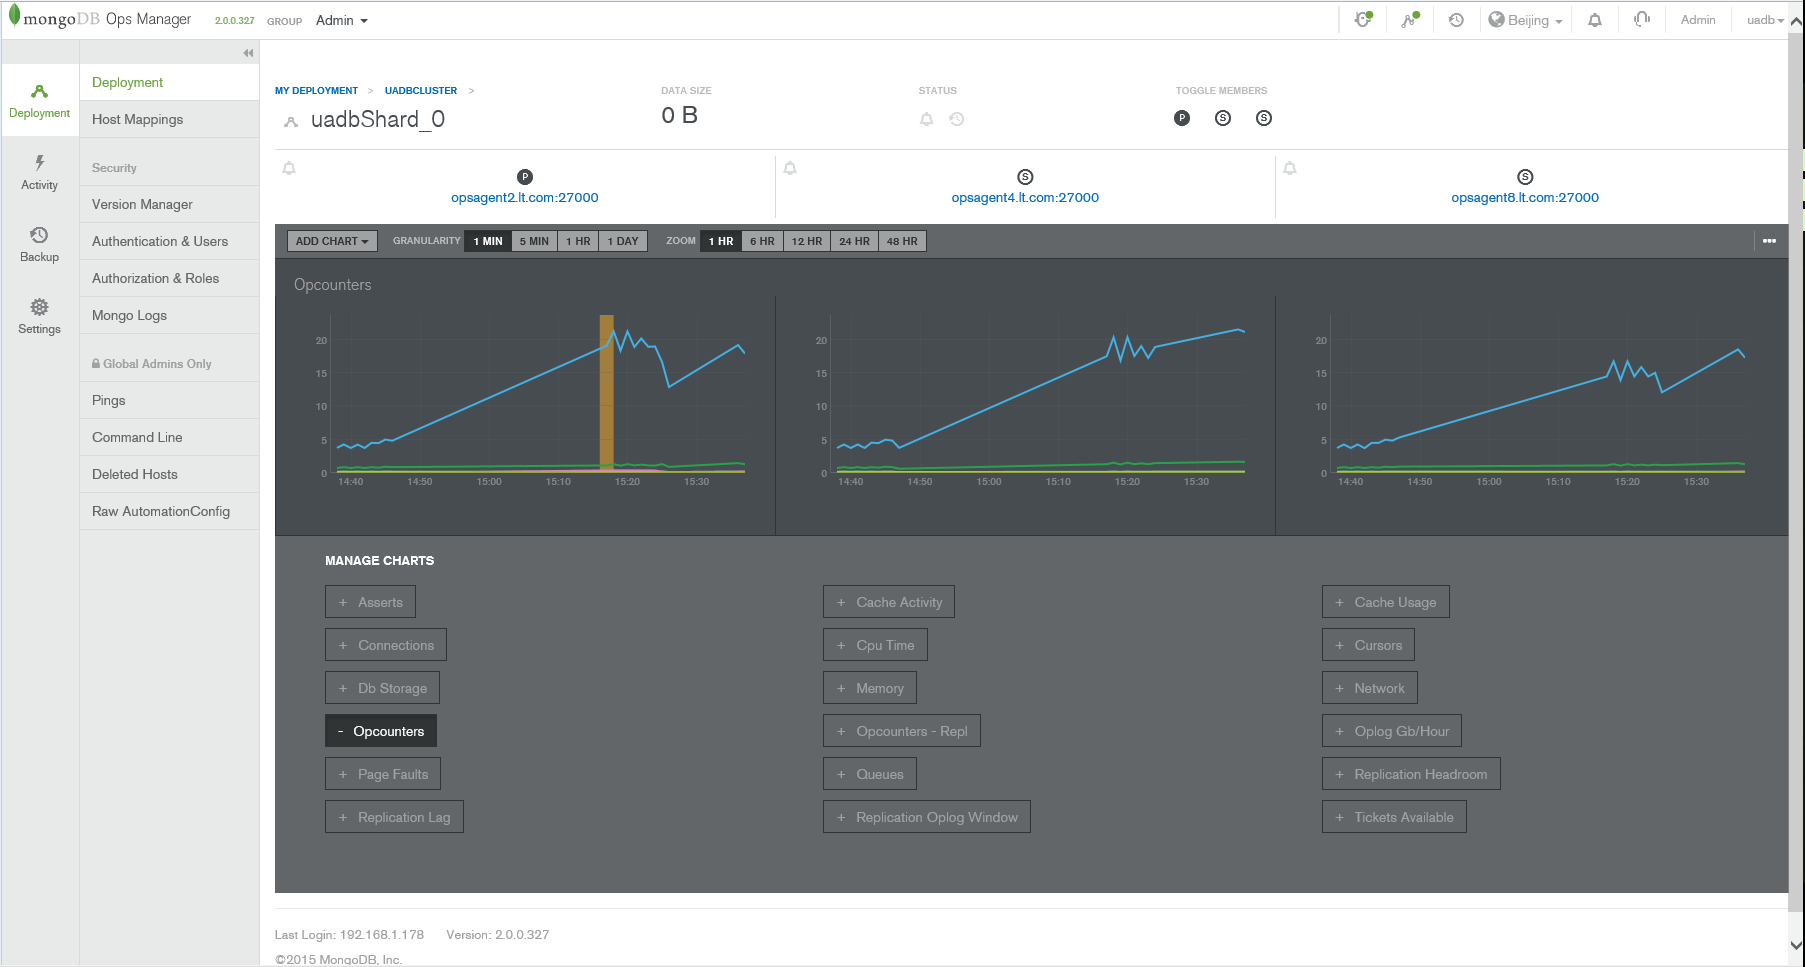 mongoDB Ops Manager 2.0.0.327 GROUP Admin Beijing Admin uadb
Deployment
Activity
Backup
Settings
Deployment
Host Mappings
Security
Version Manager
Authentication & Users
Authorization & Roles
Mongo Logs
Global Admins Only
Pings
Command Line
Deleted Hosts
Raw AutomationConfig
MY DEPLOYMENT > UADBCLUSTER >
uadbShard_0
DATA SIZE
0 B
STATUS
TOGGLE MEMBERS
P S S
P
opsagent2.lt.com:27000
S
opsagent4.lt.com:27000
S
opsagent8.lt.com:27000
ADD CHART GRANULARITY 1 MIN 5 MIN 1 HR 1 DAY ZOOM 1 HR 6 HR 12 HR 24 HR 48 HR
Opcounters
20
15
10
5
0
14:40 14:50 15:00 15:10 15:20 15:30
20
15
10
5
0
14:40 14:50 15:00 15:10 15:20 15:30
20
15
10
5
0
14:40 14:50 15:00 15:10 15:20 15:30
MANAGE CHARTS
+ Asserts + Cache Activity + Cache Usage
+ Connections + Cpu Time + Cursors
+ Db Storage + Memory + Network
- Opcounters + Opcounters - Repl + Oplog Gb/Hour
+ Page Faults + Queues + Replication Headroom
+ Replication Lag + Replication Oplog Window + Tickets Available
Last Login: 192.168.1.178 Version: 2.0.0.327
©2015 MongoDB, Inc.